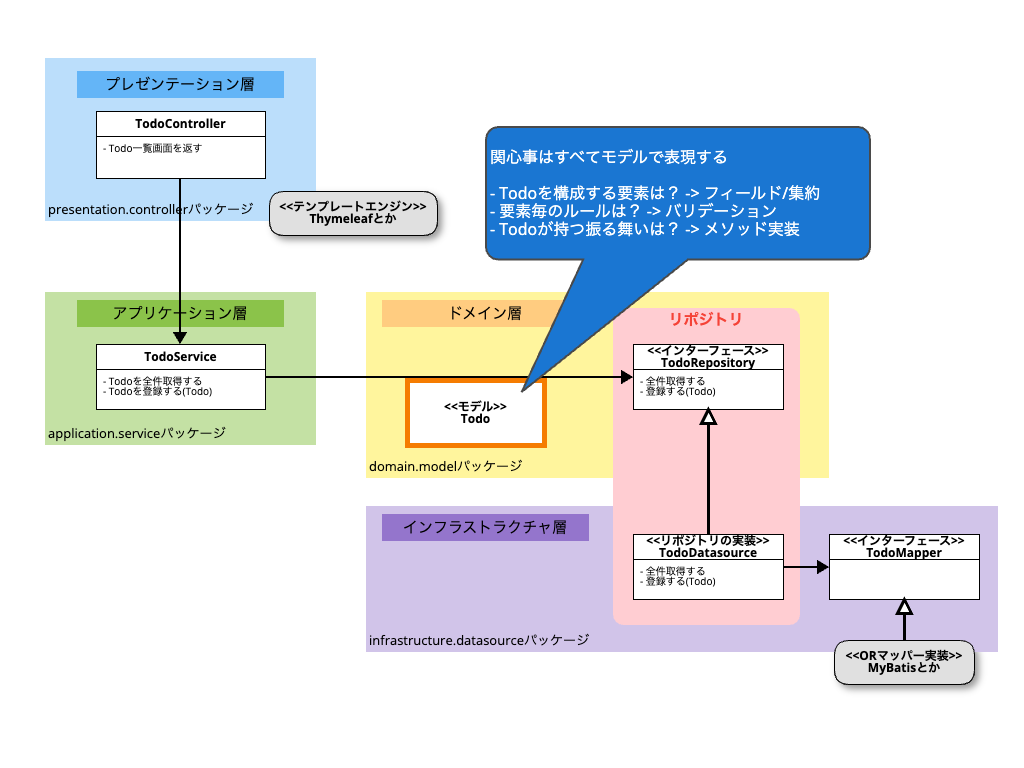 プレゼンテーション層
TodoController
- Todo一覧画面を返す
presentation.controllerパッケージ
<<テンプレートエンジン>>
Thymeleafとか
関心事はすべてモデルで表現する
- Todoを構成する要素は？ -> フィールド/集約
- 要素毎のルールは？ -> バリデーション
- Todoが持つ振る舞いは？ -> メソッド実装
アプリケーション層
TodoService
- Todoを全件取得する
- Todoを登録する(Todo)
application.serviceパッケージ
ドメイン層
<<モデル>>
Todo
domain.modelパッケージ
リポジトリ
<<インターフェース>>
TodoRepository
- 全件取得する
- 登録する(Todo)
インフラストラクチャ層
<<リポジトリの実装>>
TodoDatasource
- 全件取得する
- 登録する(Todo)
<<インターフェース>>
TodoMapper
infrastructure.datasourceパッケージ
<<ORマッパー実装>>
MyBatisとか